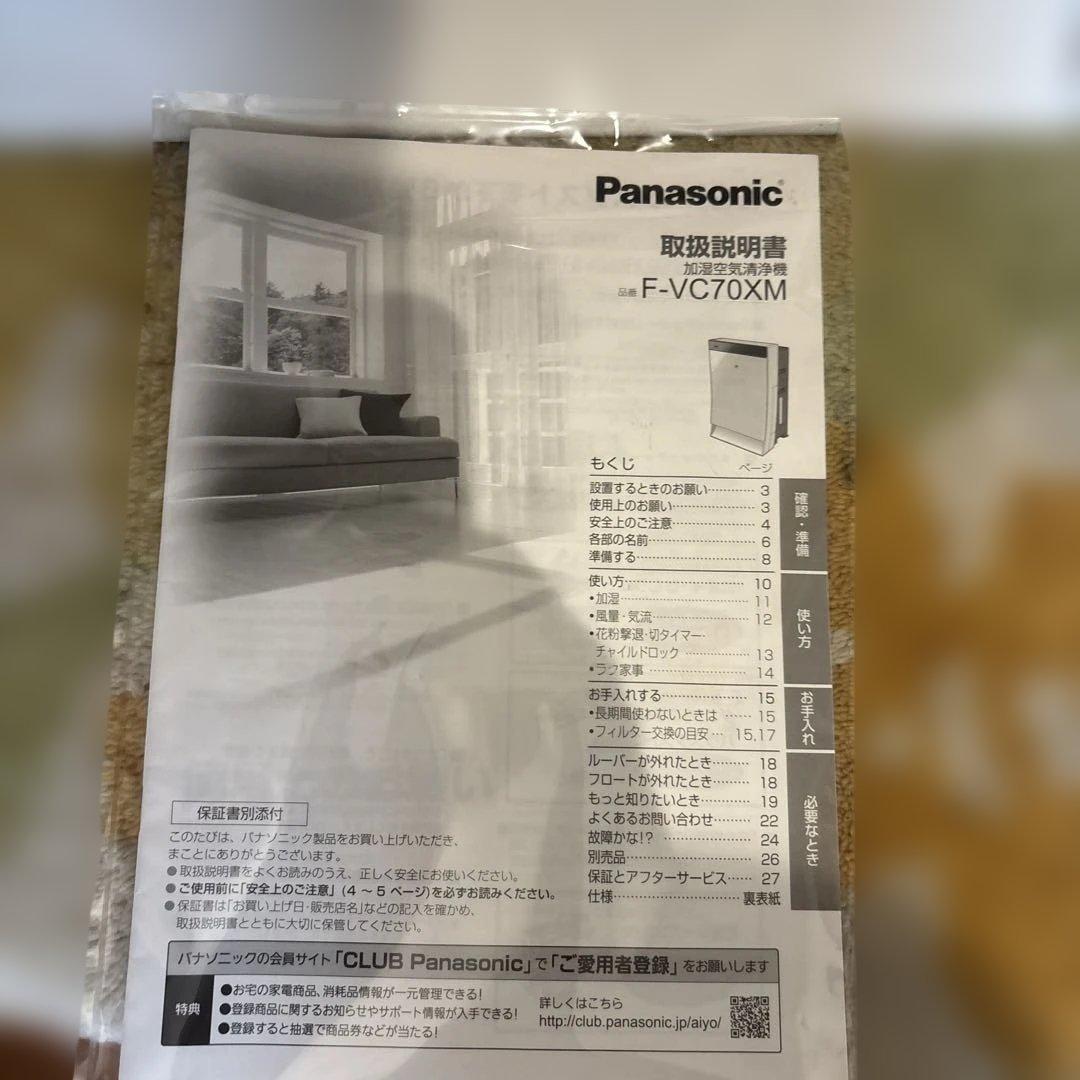 Panasonic
取扱説明書
加湿空気清浄機
品番 F-VC70XM
もくじ ページ
設置するときのお願い………… 3
使用上のお願い………… 3
安全上のご注意………… 4
各部の名前………… 6
準備する………… 8
確認・準備
使い方………… 10
•加湿………… 11
•風量・気流………… 12
•花粉撃退・切タイマー・
チャイルドロック………… 13
•ラク家事………… 14
使い方
お手入れする………… 15
•長期間使わないときは…… 15
•フィルター交換の目安… 15,17
お手入れ
ルーバーが外れたとき……… 18
フロートが外れたとき……… 18
もっと知りたいとき………… 19
よくあるお問い合わせ……… 22
故障かな!?………… 24
別売品………… 26
保証とアフターサービス…… 27
仕様………… 裏表紙
必要なとき
保証書別添付
このたびは、パナソニック製品をお買い上げいただき、
まことにありがとうございます。
●取扱説明書をよくお読みのうえ、正しく安全にお使いください。
●ご使用前に「安全上のご注意」(4 ～ 5 ページ)を必ずお読みください。
●保証書は「お買い上げ日・販売店名」などの記入を確かめ、
取扱説明書とともに大切に保管してください。
パナソニックの会員サイト「CLUB Panasonic」で「ご愛用者登録」をお願いします
特典
●お宅の家電商品、消耗品情報が一元管理できる!
●登録商品に関するお知らせやサポート情報が入手できる!
●登録すると抽選で商品券などが当たる!
詳しくはこちら
http://club.panasonic.jp/aiyo/